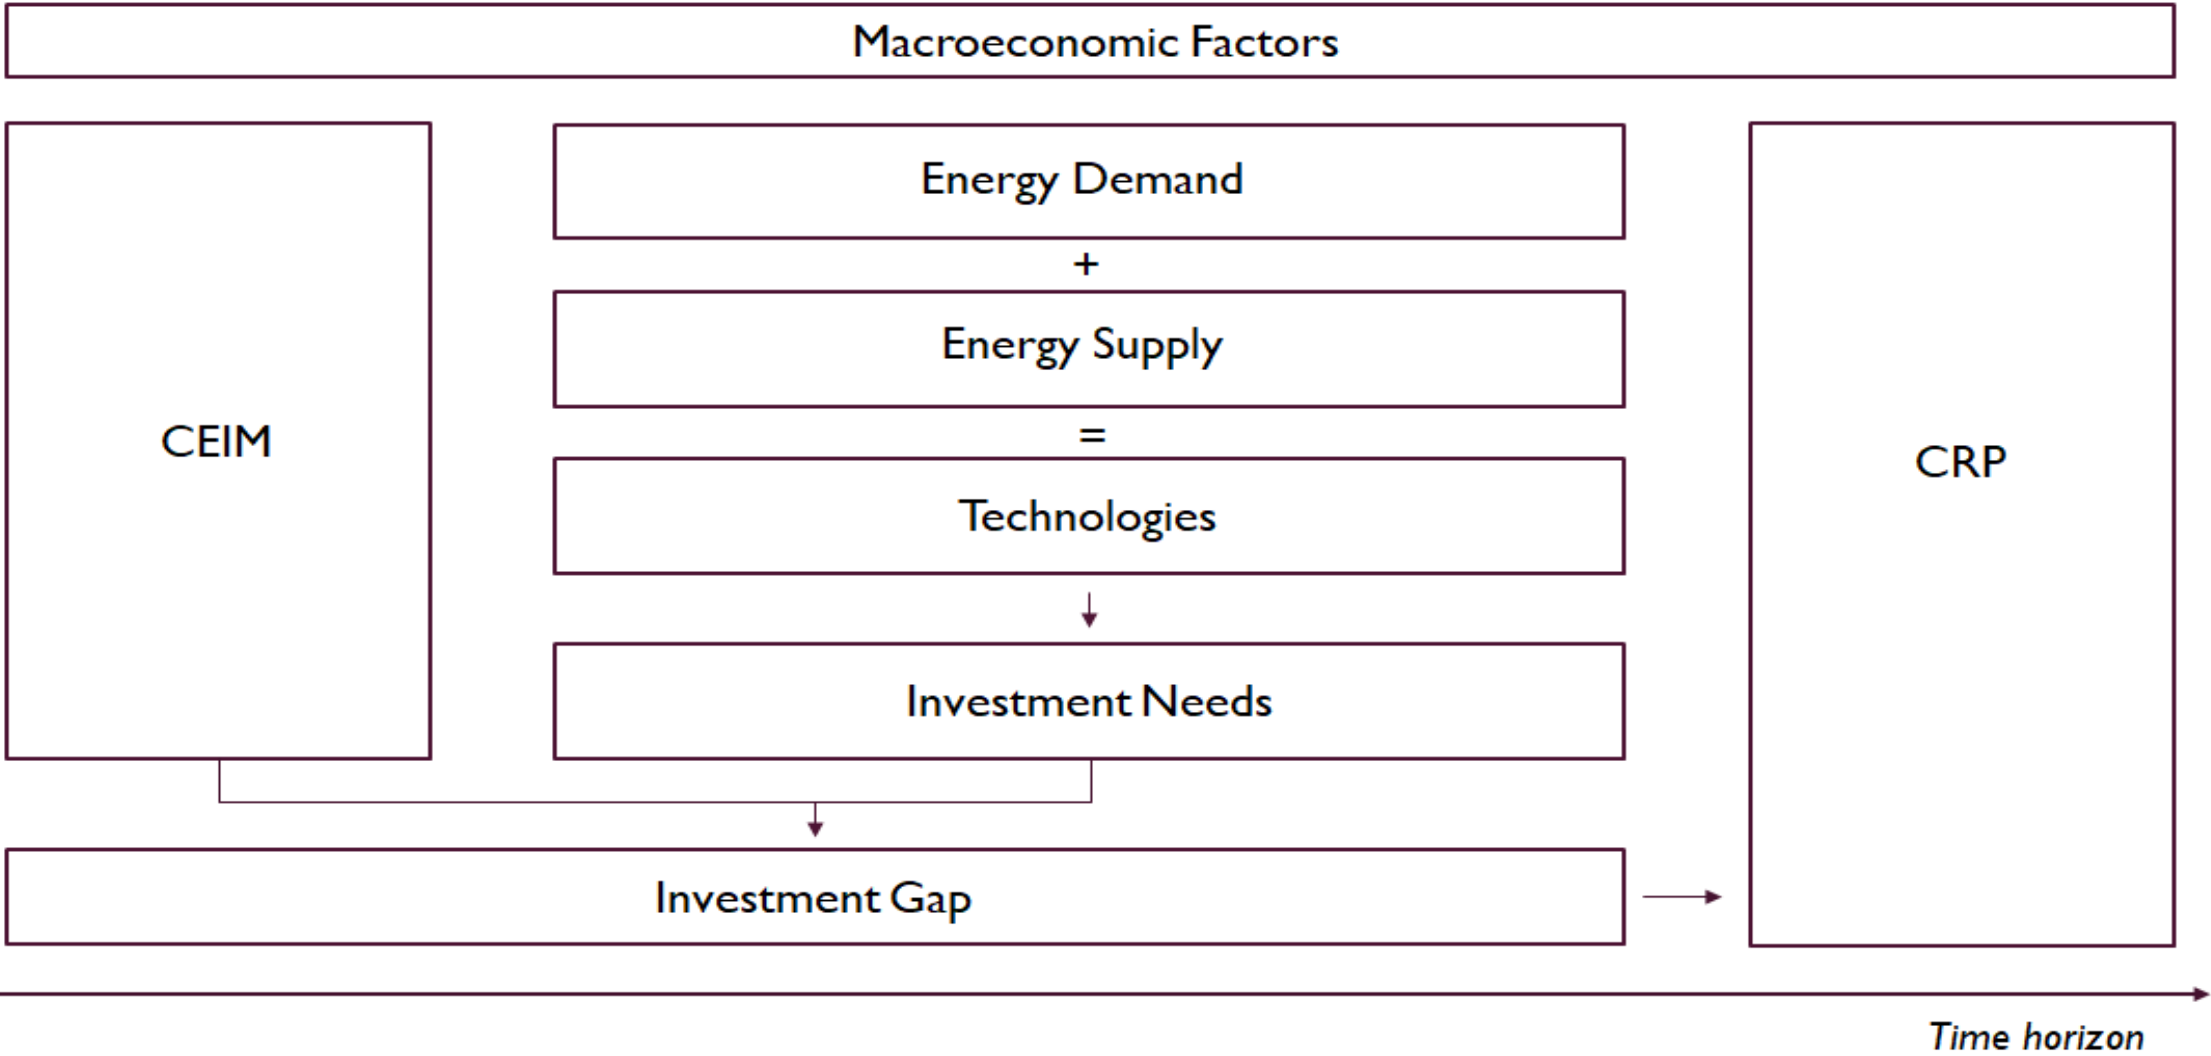 Macroeconomic Factors
Energy Demand
+
Energy Supply
=
CEIM
CRP
Technologies
Investment Needs
Investment Gap
Time horizon